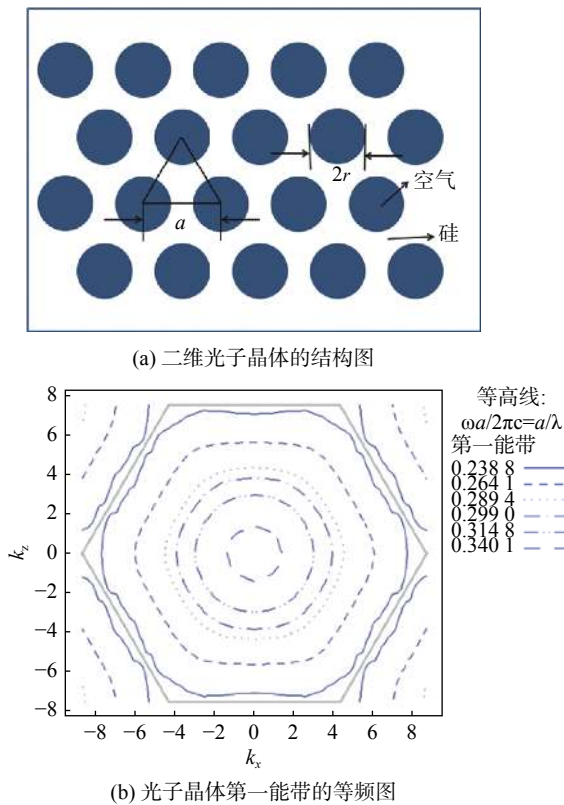 2r
空气
a
硅
(a) 二维光子晶体的结构图
8
6
4
2
0
−2
−4
−6
−8
k_z
−8 −6 −4 −2 0 2 4 6 8
k_x
等高线:
ωa/2πc=a/λ
第一能带
0.238 8
0.264 1
0.289 4
0.299 0
0.314 8
0.340 1
(b) 光子晶体第一能带的等频图